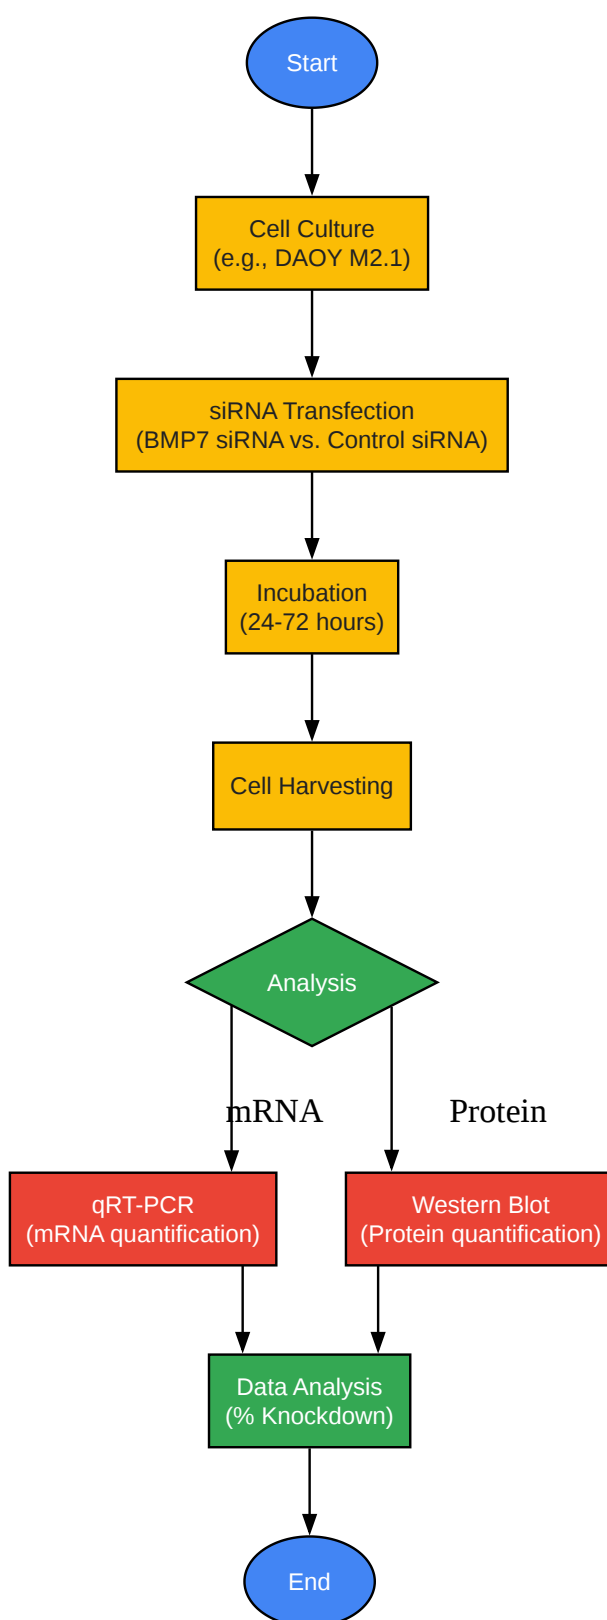 Start
Cell Culture
(e.g., DAOY M2.1)
siRNA Transfection
(BMP7 siRNA vs. Control siRNA)
Incubation
(24-72 hours)
Cell Harvesting
Analysis
mRNA
Protein
qRT-PCR
(mRNA quantification)
Western Blot
(Protein quantification)
Data Analysis
(% Knockdown)
End